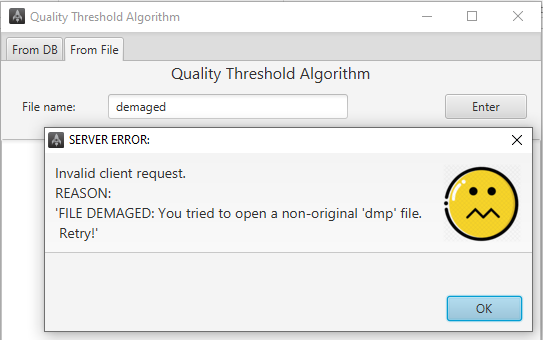 Quality Threshold Algorithm
From DB From File
Quality Threshold Algorithm
File name: demaged Enter
SERVER ERROR:
Invalid client request.
REASON:
'FILE DEMAGED: You tried to open a non-original 'dmp' file.
Retry!'
OK